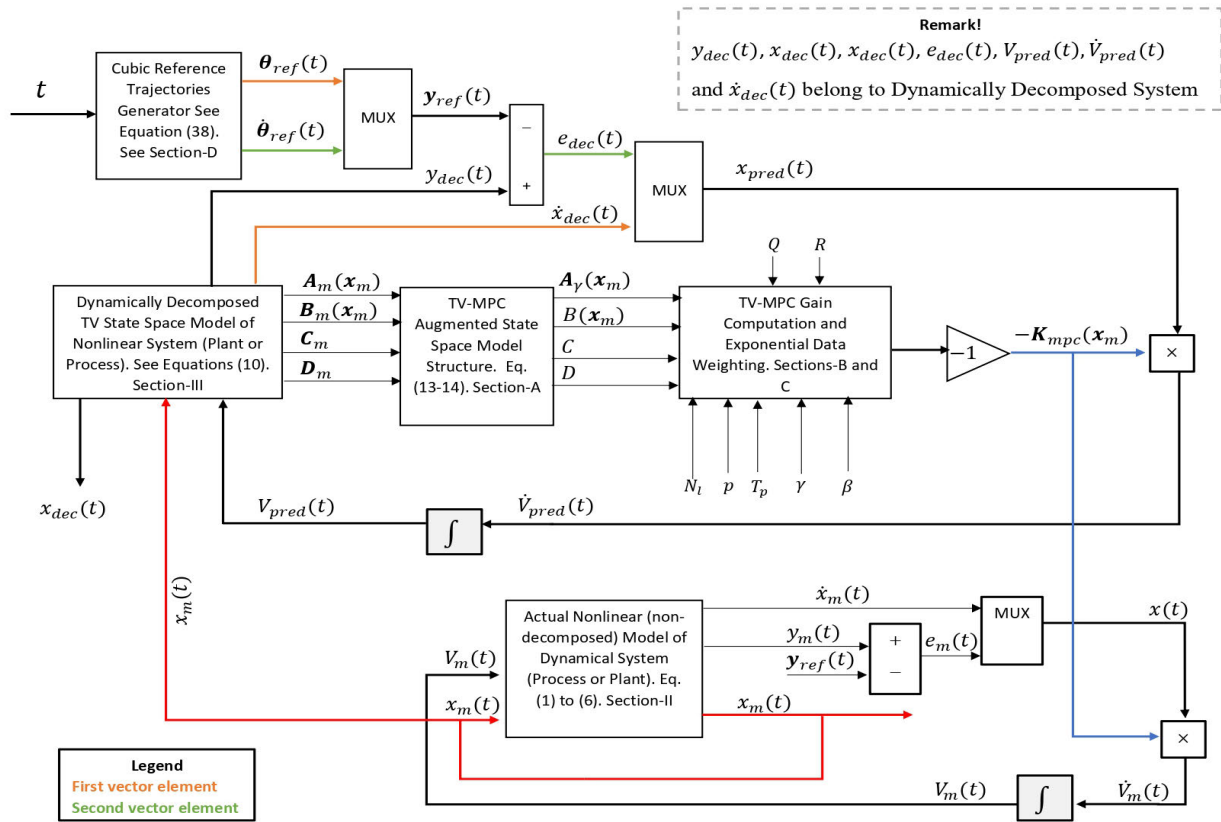 Remark!
y_dec(t), x_dec(t), x_dec(t), e_dec(t), V_pred(t), V̇_pred(t)
and ẋ_dec(t) belong to Dynamically Decomposed System
t
Cubic Reference
Trajectories
Generator See
Equation (38).
See Section-D
θ_ref(t)
θ̇_ref(t)
MUX
y_ref(t)
y_dec(t)
−
+
e_dec(t)
ẋ_dec(t)
MUX
x_pred(t)
Dynamically Decomposed
TV State Space Model of
Nonlinear System (Plant or
Process). See Equations (10).
Section-III
A_m(x_m)
B_m(x_m)
C_m
D_m
TV-MPC
Augmented State
Space Model
Structure. Eq.
(13-14). Section-A
A_γ(x_m)
B(x_m)
C
D
Q
R
TV-MPC Gain
Computation and
Exponential Data
Weighting. Sections-B and
C
N_l
p
T_p
γ
β
−1
−K_mpc(x_m)
×
x_dec(t)
V_pred(t)
∫
V̇_pred(t)
x_m(t)
V_m(t)
x_m(t)
Actual Nonlinear (non-
decomposed) Model of
Dynamical System
(Process or Plant). Eq.
(1) to (6). Section-II
ẋ_m(t)
y_m(t)
y_ref(t)
x_m(t)
+
−
e_m(t)
MUX
x(t)
×
V_m(t)
∫
V̇_m(t)
Legend
First vector element
Second vector element